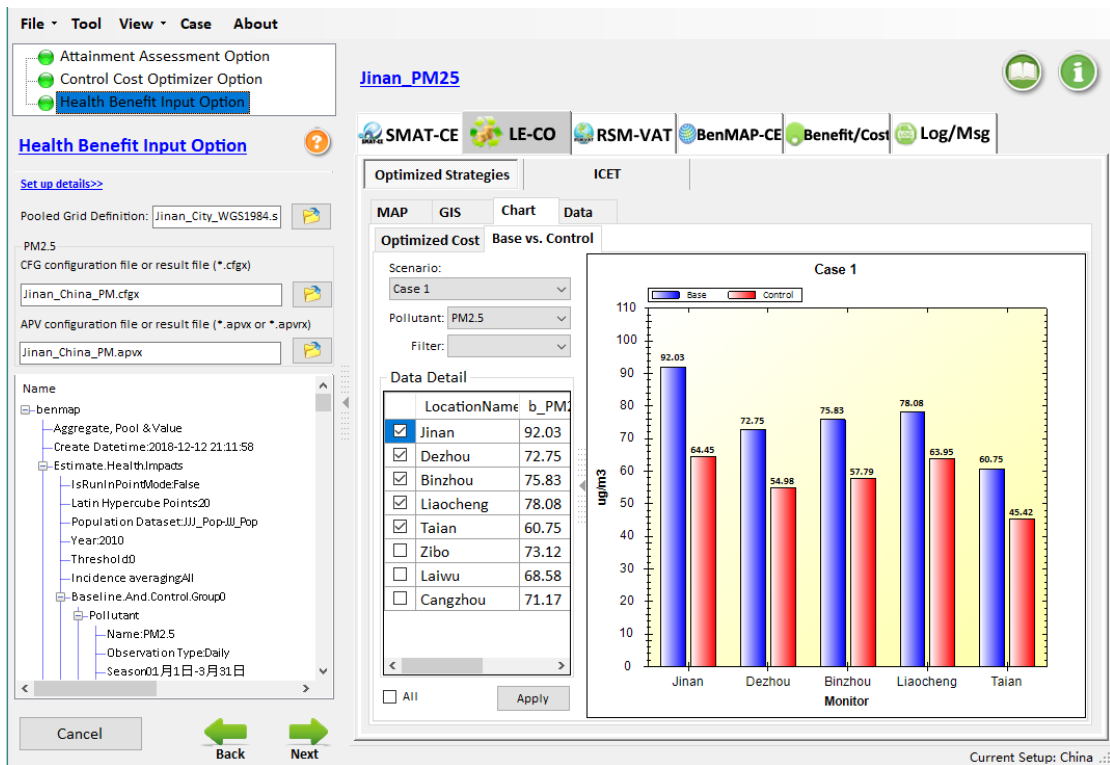 File Tool View Case About
Attainment Assessment Option
Control Cost Optimizer Option
Health Benefit Input Option
Health Benefit Input Option
Set up details>>
Pooled Grid Definition: Jinan_City_WGS1984.s
PM2.5
CFG configuration file or result file (*.cfgx)
Jinan_China_PM.cfgx
APV configuration file or result file (*.apvx or *.apvrx)
Jinan_China_PM.apvx
Name
benmap
Aggregate, Pool & Value
Create Datetime:2018-12-12 21:11:58
Estimate.Health.Impacts
IsRunInPointMode:False
Latin Hypercube Points:20
Population Dataset:JJJ_Pop-JJJ_Pop
Year:2010
Threshold:0
Incidence averaging:All
Baseline.And.Control.Group0
Pollutant
Name:PM2.5
Observation Type:Daily
Season01月1日-3月31日
Cancel
Back
Next
Jinan_PM25
SMAT-CE LE-CO RSM-VAT BenMAP-CE Benefit/Cost Log/Msg
Optimized Strategies ICET
MAP GIS Chart Data
Optimized Cost Base vs. Control
Scenario:
Case 1
Pollutant: PM2.5
Filter:
Data Detail
LocationName b_PM2
Jinan 92.03
Dezhou 72.75
Binzhou 75.83
Liaocheng 78.08
Taian 60.75
Zibo 73.12
Laiwu 68.58
Cangzhou 71.17
All
Apply
Case 1
Base Control
110
100
90
80
70
60
50
40
30
20
10
0
ug/m3
92.03
64.45
72.75
54.98
75.83
57.79
78.08
63.95
60.75
45.42
Jinan Dezhou Binzhou Liaocheng Taian
Monitor
Current Setup: China